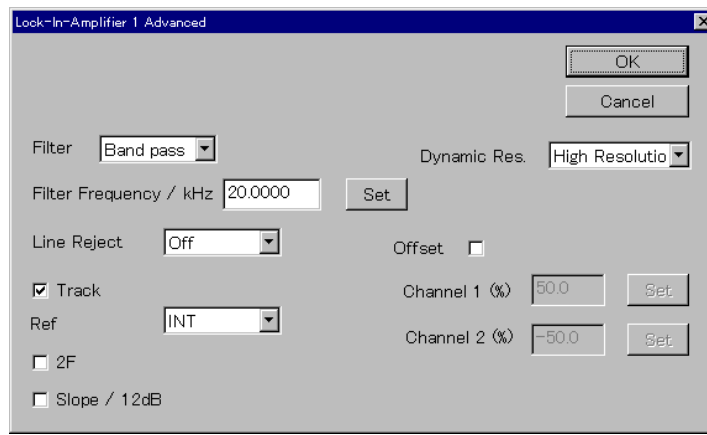 Lock-In-Amplifier 1 Advanced
OK
Cancel
Filter Band pass
Dynamic Res. High Resolutio
Filter Frequency / kHz 20.0000 Set
Line Reject Off
Offset
Track
Channel 1 (%) 50.0 Set
Ref INT
Channel 2 (%) -50.0 Set
2F
Slope / 12dB